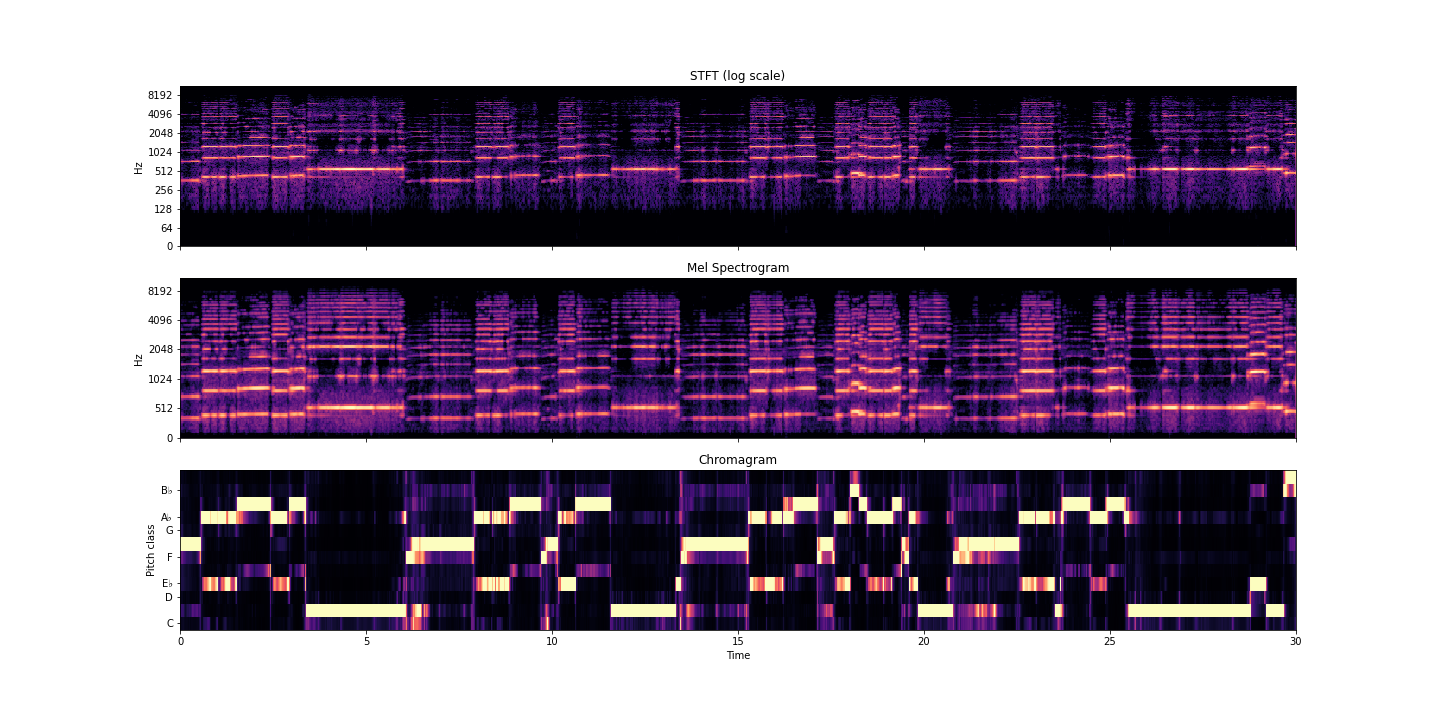 STFT (log scale)
8192
4096
2048
1024
512
256
128
64
0
Hz
Mel Spectrogram
8192
4096
2048
1024
512
0
Hz
Chromagram
B♭
A♭
G
F
E♭
D
C
Pitch class
0 5 10 15 20 25 30
Time